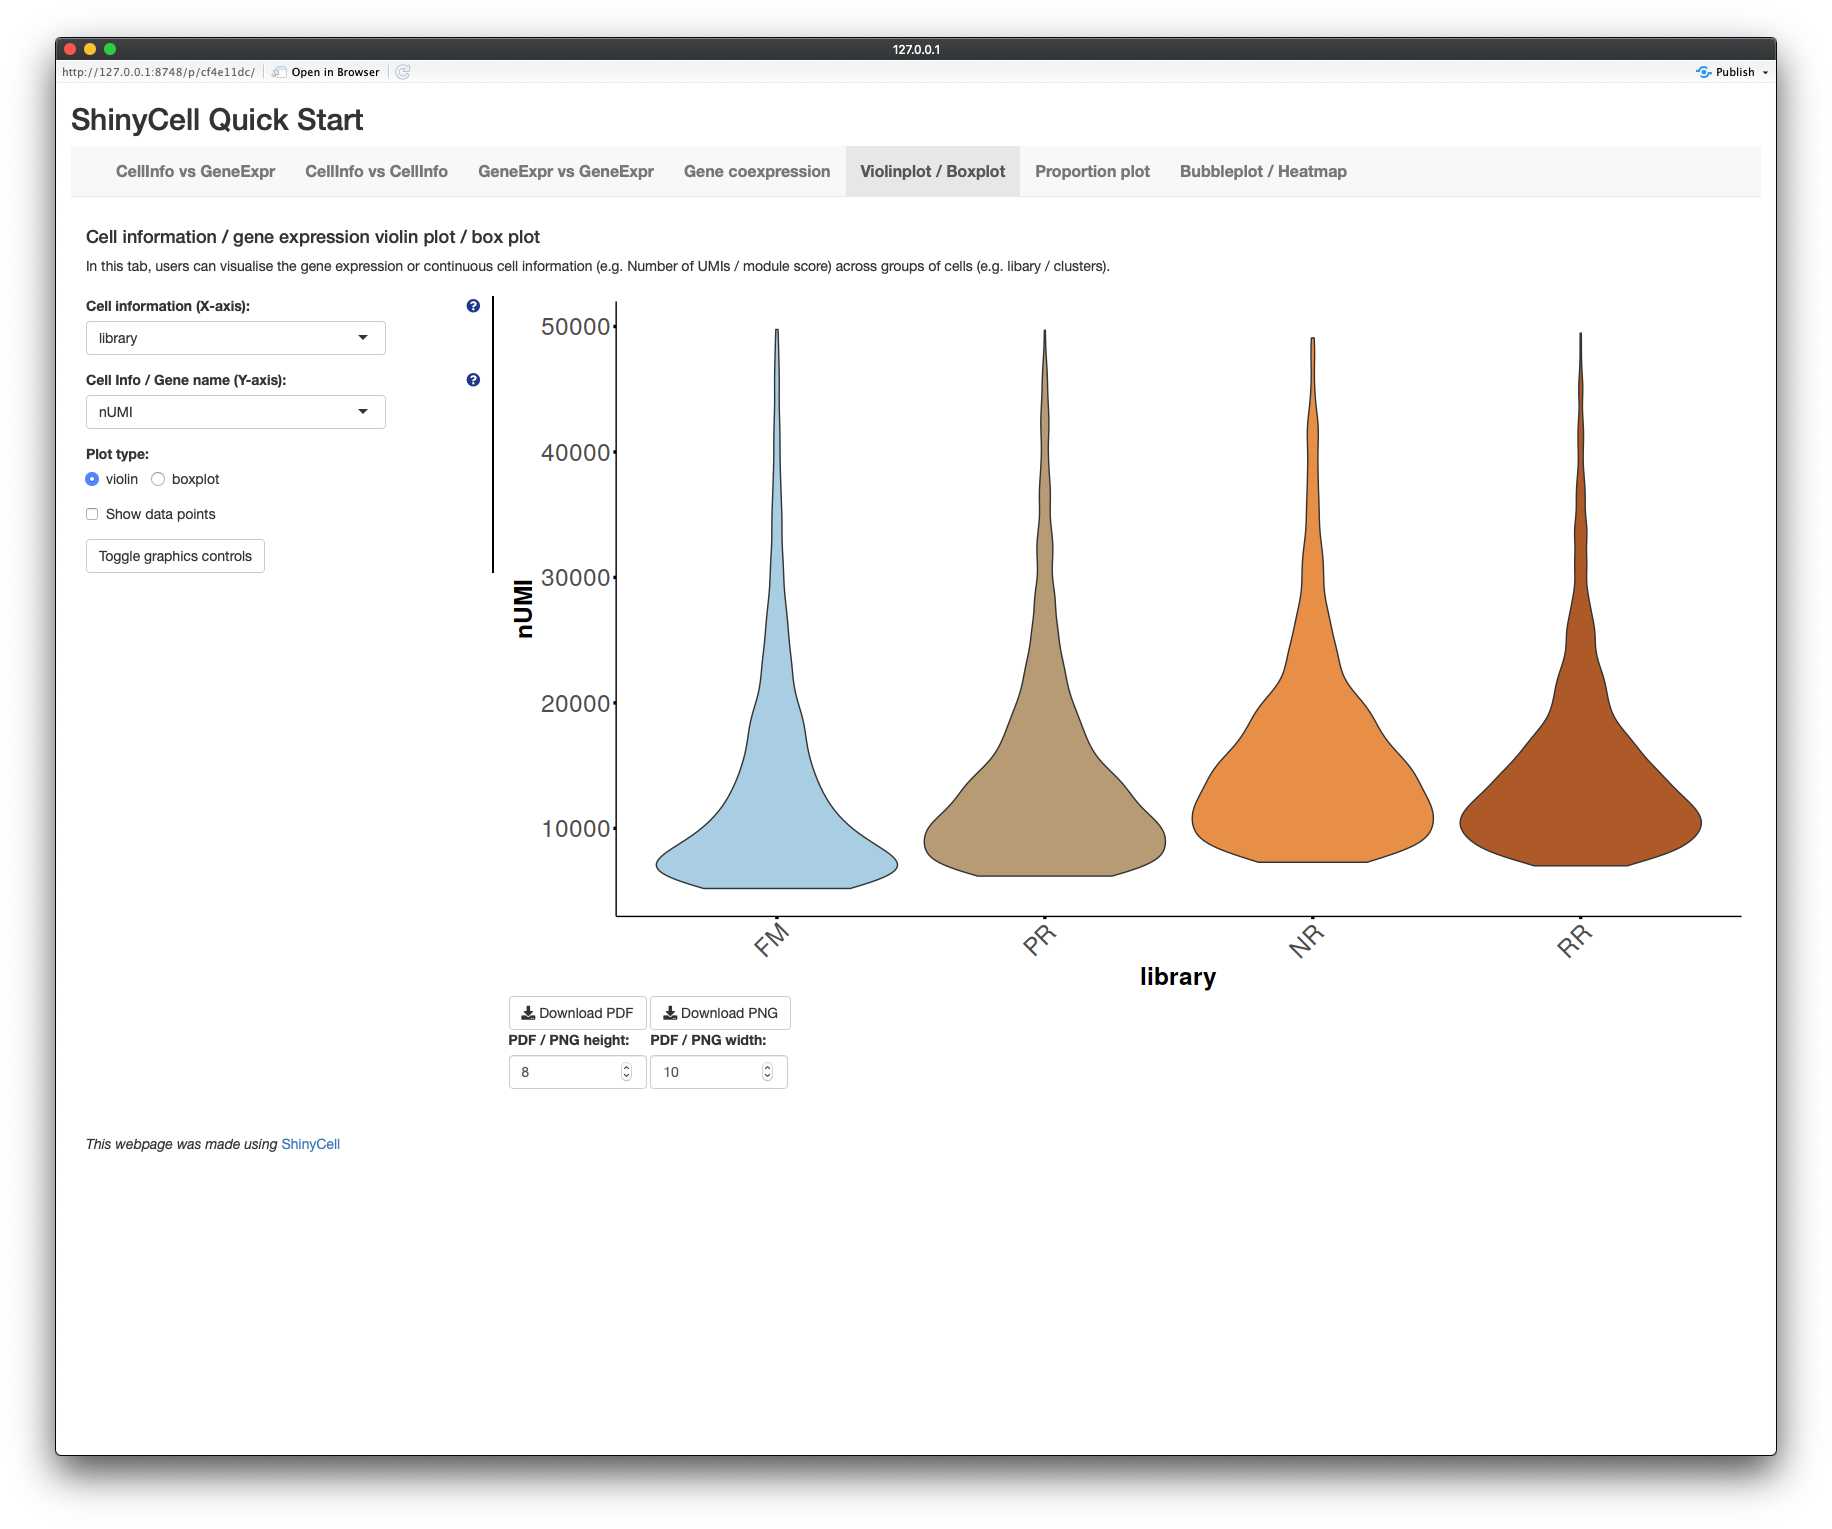 127.0.0.1
http://127.0.0.1:8748/p/cf4e11dc/ Open in Browser Publish
ShinyCell Quick Start
CellInfo vs GeneExpr CellInfo vs CellInfo GeneExpr vs GeneExpr Gene coexpression Violinplot / Boxplot Proportion plot Bubbleplot / Heatmap
Cell information / gene expression violin plot / box plot
In this tab, users can visualise the gene expression or continuous cell information (e.g. Number of UMIs / module score) across groups of cells (e.g. libary / clusters).
Cell information (X-axis):
library
Cell Info / Gene name (Y-axis):
nUMI
Plot type:
violin boxplot
Show data points
Toggle graphics controls
50000
40000
30000
20000
10000
nUMI
FM PR NR RR
library
Download PDF Download PNG
PDF / PNG height: PDF / PNG width:
8 10
This webpage was made using ShinyCell